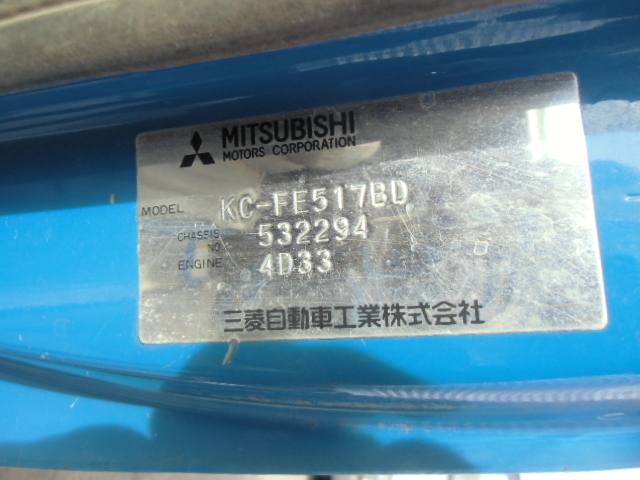 MITSUBISHI
MOTORS CORPORATION
MODEL KC-FE517BD
CHASSIS NO 532294
ENGINE 4D33
三菱自動車工業株式会社